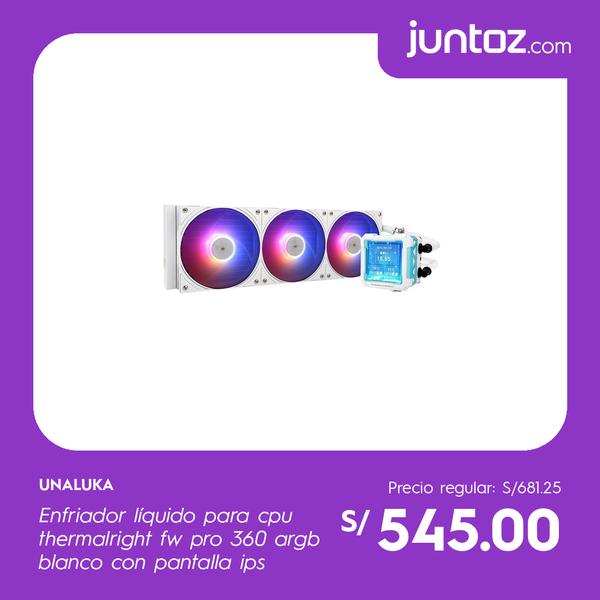 juntoz.com
UNALUKA
Enfriador líquido para cpu
thermalright fw pro 360 argb
blanco con pantalla ips
Precio regular: S/681.25
S/ 545.00